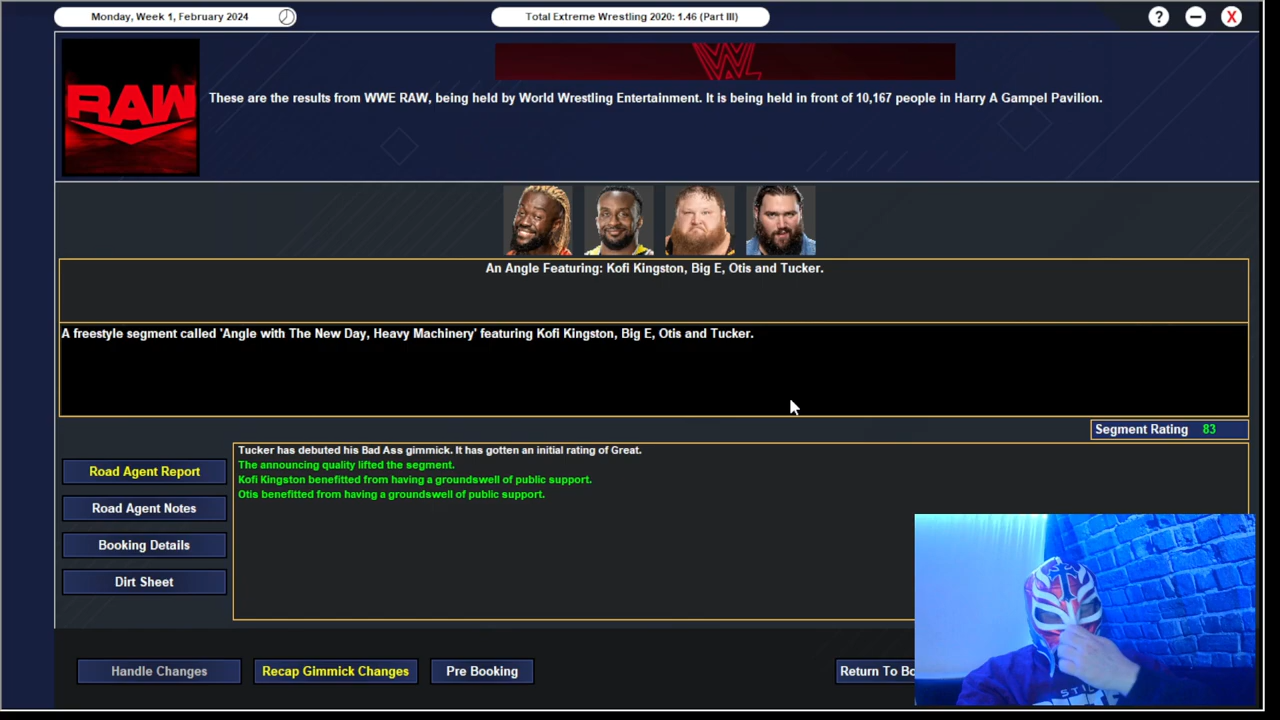 Monday, Week 1, February 2024
Total Extreme Wrestling 2020: 1.46 (Part III)
?
X
RAW
These are the results from WWE RAW, being held by World Wrestling Entertainment. It is being held in front of 10,167 people in Harry A Gampel Pavilion.
An Angle Featuring: Kofi Kingston, Big E, Otis and Tucker.
A freestyle segment called 'Angle with The New Day, Heavy Machinery' featuring Kofi Kingston, Big E, Otis and Tucker.
Segment Rating 83
Road Agent Report
Road Agent Notes
Booking Details
Dirt Sheet
Tucker has debuted his Bad Ass gimmick. It has gotten an initial rating of Great.
The announcing quality lifted the segment.
Kofi Kingston benefitted from having a groundswell of public support.
Otis benefitted from having a groundswell of public support.
Handle Changes
Recap Gimmick Changes
Pre Booking
Return To Bo